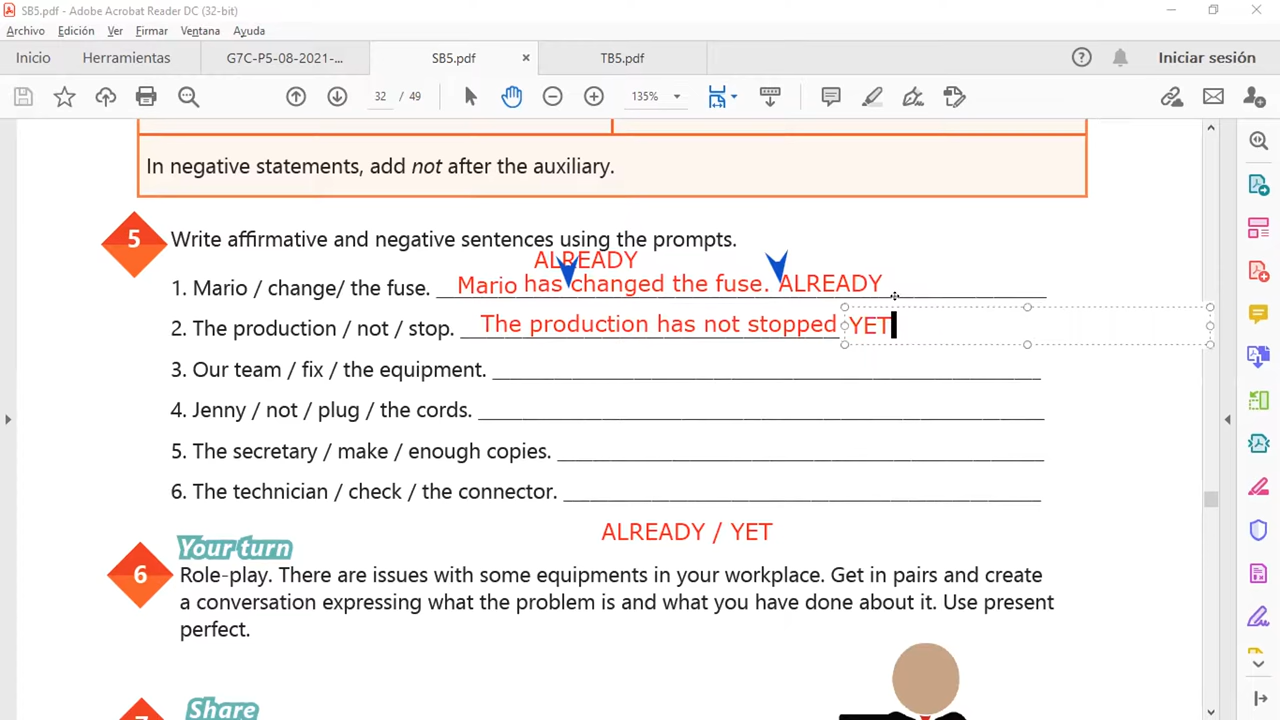 SB5.pdf - Adobe Acrobat Reader DC (32-bit)
Archivo Edición Ver Firmar Ventana Ayuda
Inicio Herramientas G7C-P5-08-2021-... SB5.pdf × TB5.pdf Iniciar sesión
32 / 49 135%
In negative statements, add not after the auxiliary.
5 Write affirmative and negative sentences using the prompts.
ALREADY
1. Mario / change/ the fuse. Mario has changed the fuse. ALREADY
2. The production / not / stop. The production has not stopped YET
3. Our team / fix / the equipment.
4. Jenny / not / plug / the cords.
5. The secretary / make / enough copies.
6. The technician / check / the connector.
ALREADY / YET
Your turn
6 Role-play. There are issues with some equipments in your workplace. Get in pairs and create
a conversation expressing what the problem is and what you have done about it. Use present
perfect.
Share